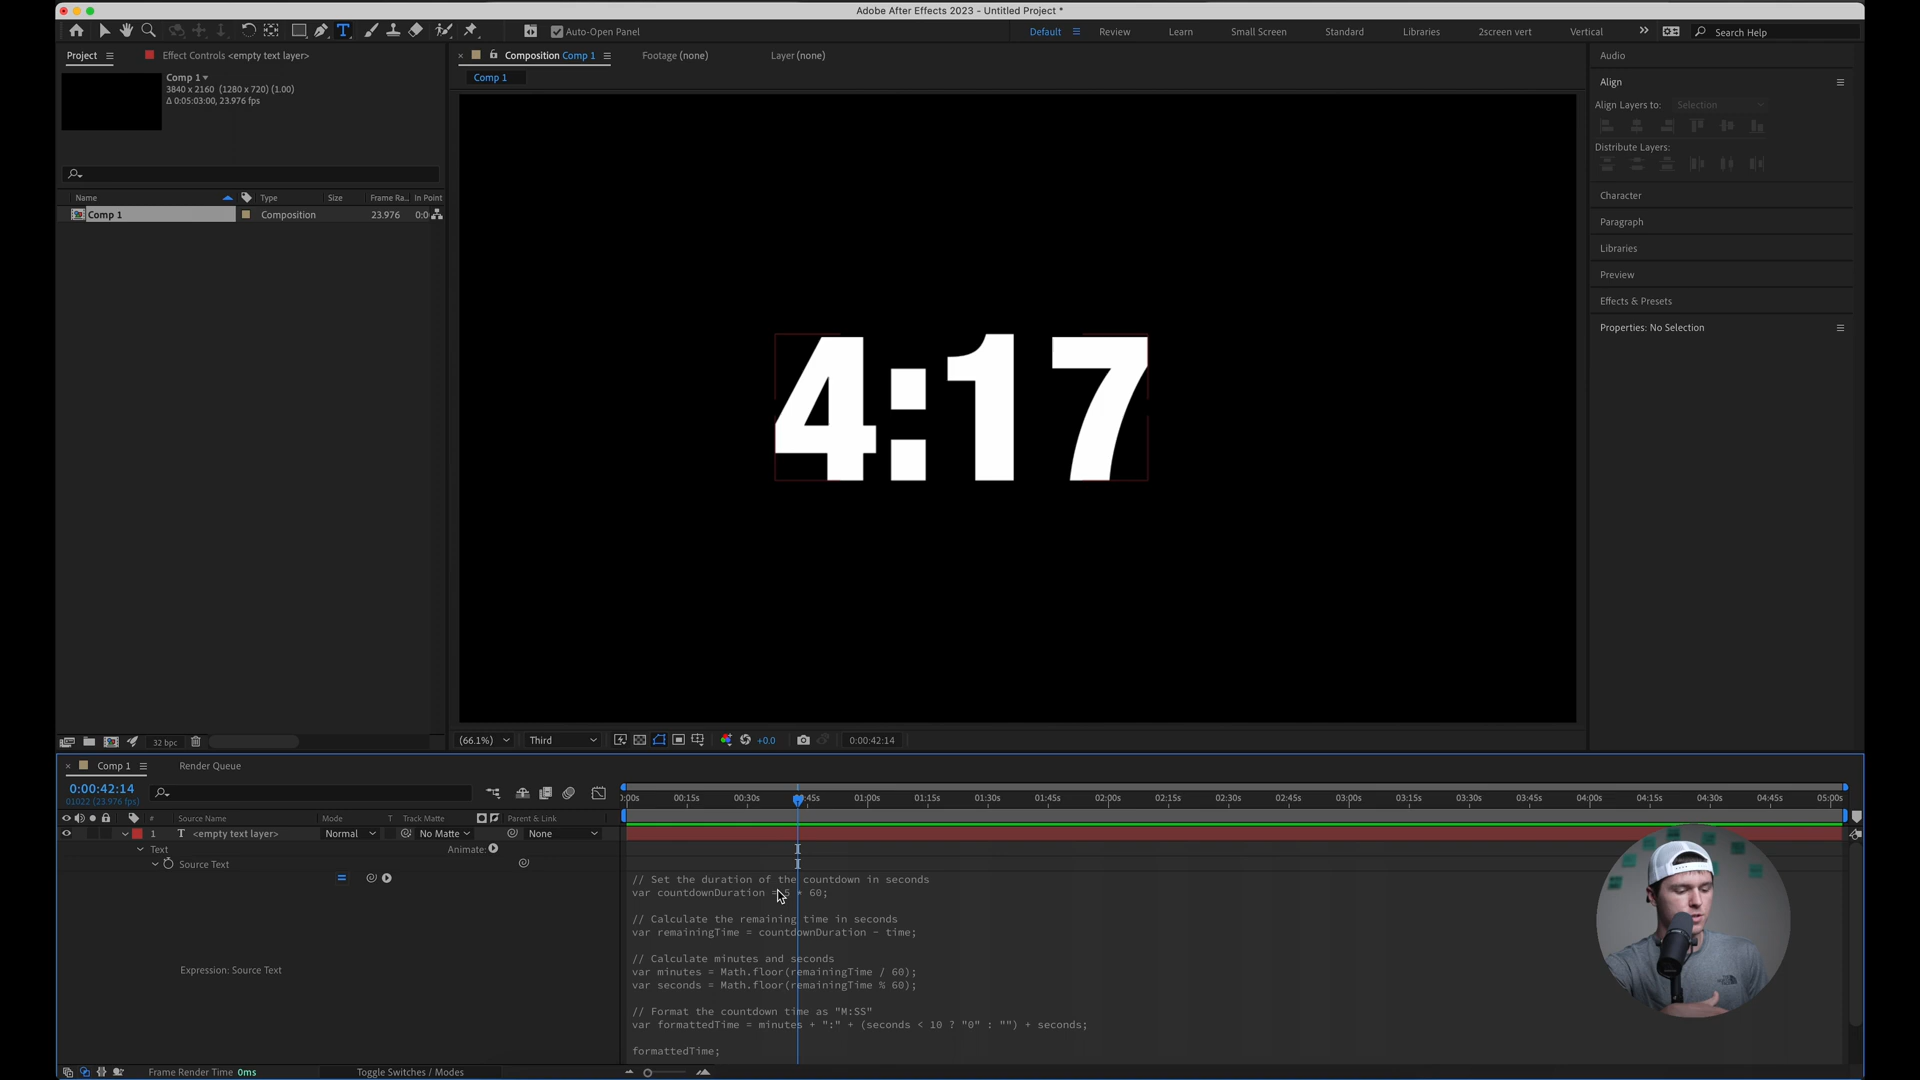 Adobe After Effects 2023 - Untitled Project *
Auto-Open Panel
Default
Review
Learn
Small Screen
Standard
Libraries
2screen vert
Vertical
Search Help
Project
Effect Controls <empty text layer>
Composition Comp 1
Footage (none)
Layer (none)
Audio
Comp 1
3840 x 2160 (1280 x 720) (1.00)
Δ 0:05:03:00, 23.976 fps
Comp 1
Align
Align Layers to:
Selection
Distribute Layers:
Character
Paragraph
Libraries
Preview
Effects & Presets
Properties: No Selection
Name
Type
Size
Frame Ra..
In Point
Comp 1
Composition
23.976
0:0
4:17
32 bpc
(66.1%)
Third
+0.0
0:00:42:14
Comp 1
Render Queue
0:00:42:14
01022 (23.976 fps)
:00s 00:15s 00:30s :45s 01:00s 01:15s 01:30s 01:45s 02:00s 02:15s 02:30s 02:45s 03:00s 03:15s 03:30s 03:45s 04:00s 04:15s 04:30s 04:45s 05:00s
# Source Name Mode T Track Matte Parent & Link
1 T <empty text layer> Normal No Matte None
Text
Animate:
Source Text
Expression: Source Text
// Set the duration of the countdown in seconds
var countdownDuration = 5 * 60;
// Calculate the remaining time in seconds
var remainingTime = countdownDuration - time;
// Calculate minutes and seconds
var minutes = Math.floor(remainingTime / 60);
var seconds = Math.floor(remainingTime % 60);
// Format the countdown time as "M:SS"
var formattedTime = minutes + ":" + (seconds < 10 ? "0" : "") + seconds;
formattedTime;
Frame Render Time 0ms
Toggle Switches / Modes